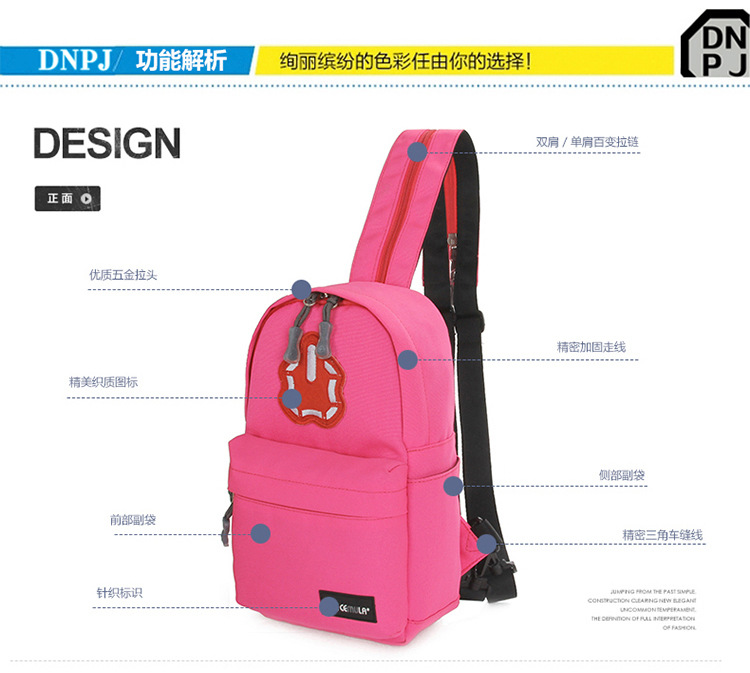 DNPJ/ 功能解析
绚丽缤纷的色彩任由你的选择!
DN
PJ
DESIGN
正面
双肩 / 单肩百变拉链
优质五金拉头
精密加固走线
精美织质图标
侧部副袋
前部副袋
精密三角车缝线
针织标识
CEMULA
JUMPING FROM THE PAST SIMPLE.
CONSTRUCTION CLEARING NEW ELEGANT
UNCOMMON TEMPERAMENT.
THE DEFINITION OF FULL INTERPRETATION
OF FASHION.